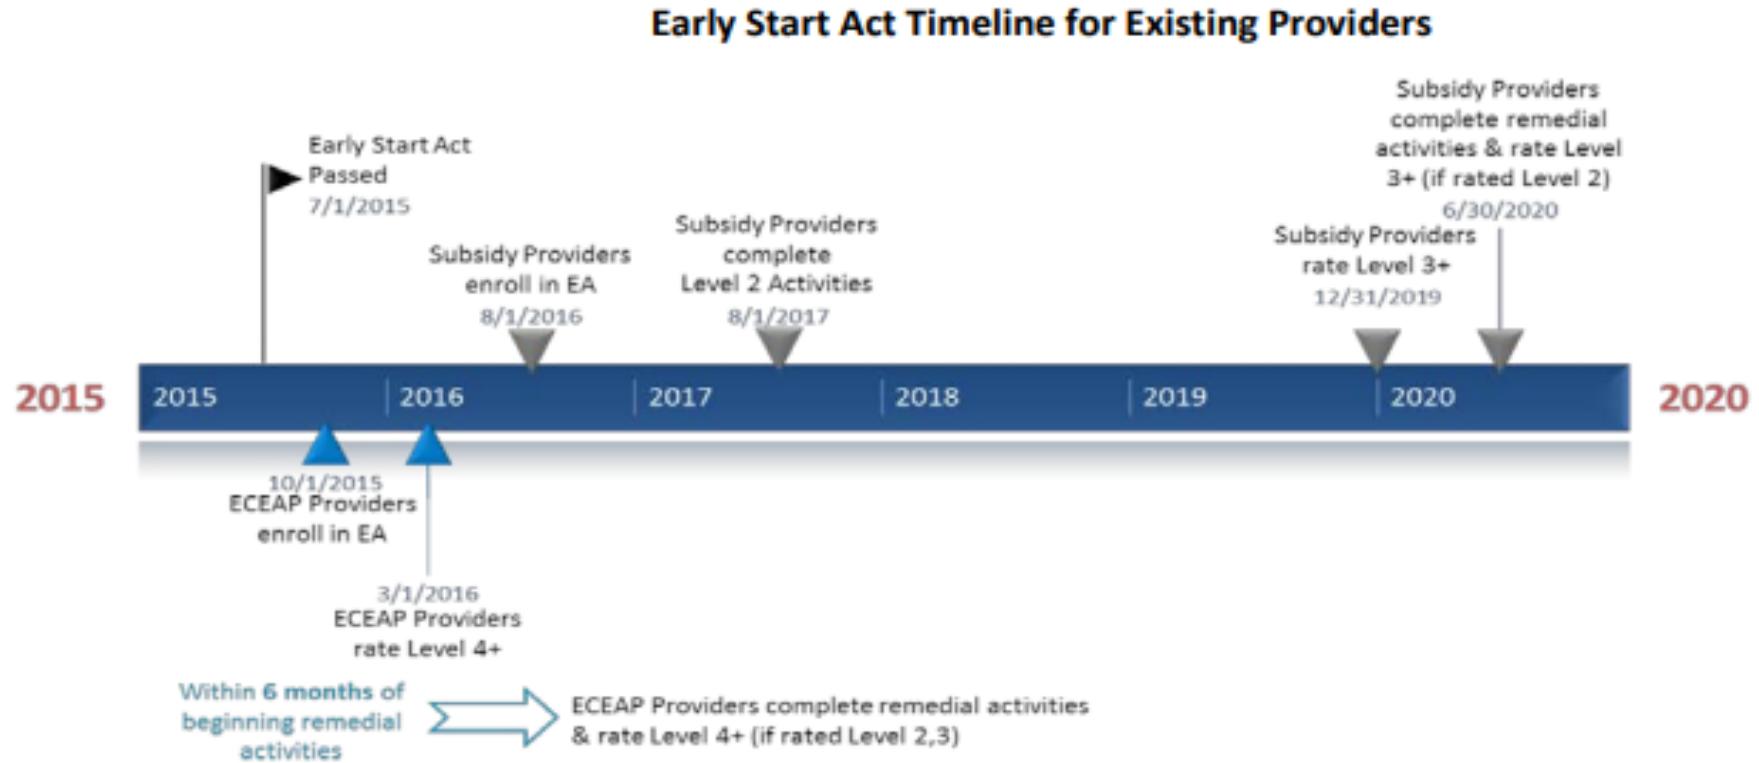 Early Start Act Timeline for Existing Providers
Early Start Act
Passed
7/1/2015
Subsidy Providers
enroll in EA
8/1/2016
Subsidy Providers
complete
Level 2 Activities
8/1/2017
Subsidy Providers
rate Level 3+
12/31/2019
Subsidy Providers
complete remedial
activities & rate Level
3+ (if rated Level 2)
6/30/2020
2015
2015
2016
2017
2018
2019
2020
2020
10/1/2015
ECEAP Providers
enroll in EA
3/1/2016
ECEAP Providers
rate Level 4+
Within 6 months of
beginning remedial
activities
ECEAP Providers complete remedial activities
& rate Level 4+ (if rated Level 2,3)